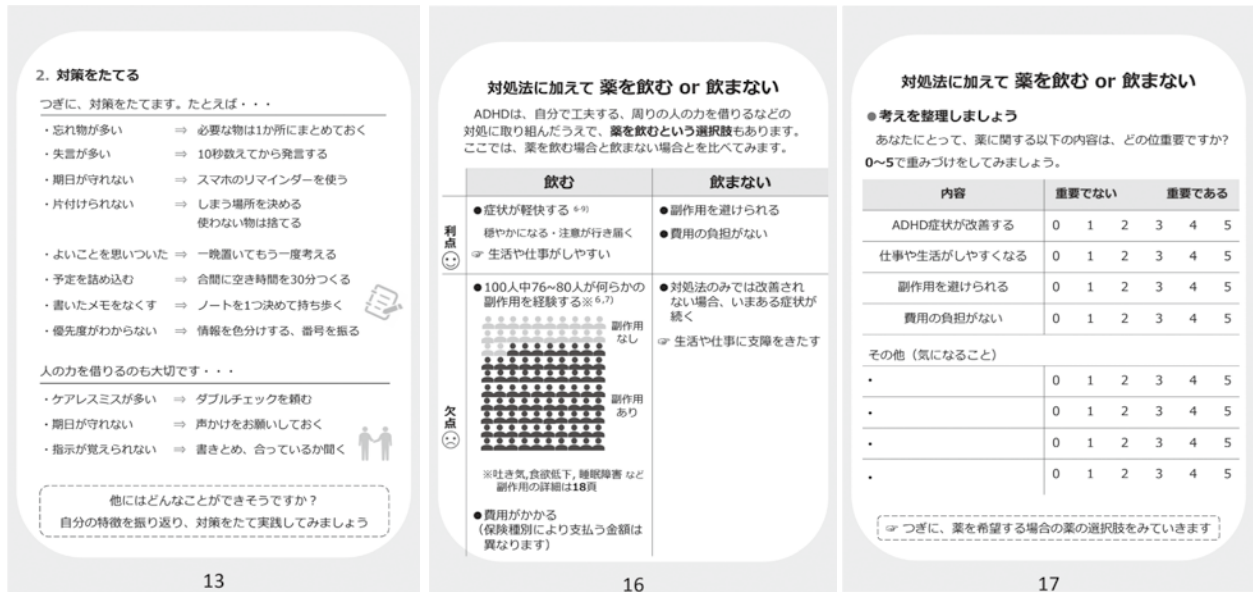 2. 対策をたてる
つぎに、対策をたてます。たとえば・・・
・忘れ物が多い ⇒ 必要な物は1か所にまとめておく
・失言が多い ⇒ 10秒数えてから発言する
・期日が守れない ⇒ スマホのリマインダーを使う
・片付けられない ⇒ しまう場所を決める
使わない物は捨てる
・よいことを思いついた ⇒ 一晩置いてもう一度考える
・予定を詰め込む ⇒ 合間に空き時間を30分つくる
・書いたメモをなくす ⇒ ノートを1つ決めて持ち歩く
・優先度がわからない ⇒ 情報を色分けする、番号を振る
人の力を借りるのも大切です・・・
・ケアレスミスが多い ⇒ ダブルチェックを頼む
・期日が守れない ⇒ 声かけをお願いしておく
・指示が覚えられない ⇒ 書きとめ、合っているか聞く
他にはどんなことができそうですか？
自分の特徴を振り返り、対策をたて実践してみましょう
13
対処法に加えて 薬を飲む or 飲まない
ADHDは、自分で工夫する、周りの人の力を借りるなどの
対処に取り組んだうえで、薬を飲むという選択肢もあります。
ここでは、薬を飲む場合と飲まない場合とを比べてみます。
飲む 飲まない
利点
●症状が軽快する 6-9)
穏やかになる・注意が行き届く
☞ 生活や仕事がしやすい
●副作用を避けられる
●費用の負担がない
欠点
●100人中76~80人が何らかの
副作用を経験する※ 6,7)
副作用
なし
副作用
あり
※吐き気,食欲低下, 睡眠障害 など
副作用の詳細は18頁
●費用がかかる
（保険種別により支払う金額は
異なります）
●対処法のみでは改善され
ない場合、いまある症状が
続く
☞ 生活や仕事に支障をきたす
16
対処法に加えて 薬を飲む or 飲まない
●考えを整理しましょう
あなたにとって、薬に関する以下の内容は、どの位重要ですか?
0～5で重みづけをしてみましょう。
内容 重要でない 重要である
ADHD症状が改善する 0 1 2 3 4 5
仕事や生活がしやすくなる 0 1 2 3 4 5
副作用を避けられる 0 1 2 3 4 5
費用の負担がない 0 1 2 3 4 5
その他（気になること）
・ 0 1 2 3 4 5
・ 0 1 2 3 4 5
・ 0 1 2 3 4 5
・ 0 1 2 3 4 5
☞ つぎに、薬を希望する場合の薬の選択肢をみていきます
17